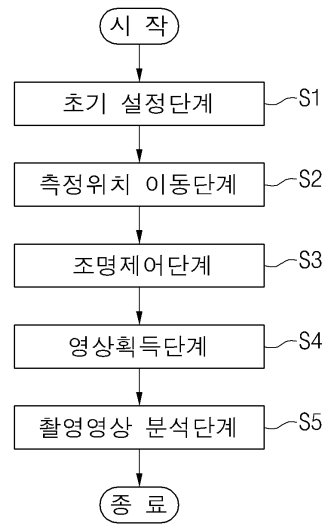 시 작
초기 설정단계 S1
측정위치 이동단계 S2
조명제어단계 S3
영상획득단계 S4
촬영영상 분석단계 S5
종 료